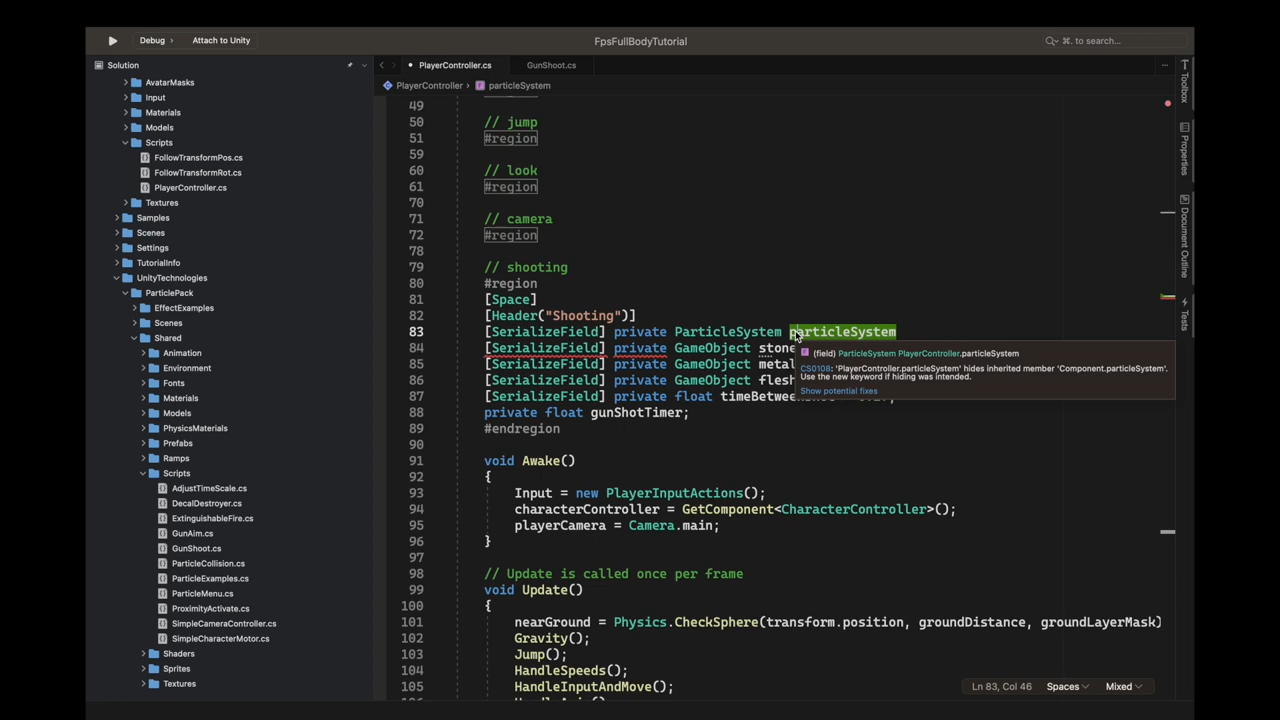 Debug
Attach to Unity
FpsFullBodyTutorial
⌘. to search...
Solution
PlayerController.cs
GunShoot.cs
PlayerController › particleSystem
AvatarMasks
Input
Materials
Models
Scripts
FollowTransformPos.cs
FollowTransformRot.cs
PlayerController.cs
Textures
Samples
Scenes
Settings
TutorialInfo
UnityTechnologies
ParticlePack
EffectExamples
Scenes
Shared
Animation
Environment
Fonts
Materials
Models
PhysicsMaterials
Prefabs
Ramps
Scripts
AdjustTimeScale.cs
DecalDestroyer.cs
ExtinguishableFire.cs
GunAim.cs
GunShoot.cs
ParticleCollision.cs
ParticleExamples.cs
ParticleMenu.cs
ProximityActivate.cs
SimpleCameraController.cs
SimpleCharacterMotor.cs
Shaders
Sprites
Textures
49
50 // jump
51 #region
59
60 // look
61 #region
70
71 // camera
72 #region
78
79 // shooting
80 #region
81 [Space]
82 [Header("Shooting")]
83 [SerializeField] private ParticleSystem particleSystem
84 [SerializeField] private GameObject stone
85 [SerializeField] private GameObject metal
86 [SerializeField] private GameObject flesh
87 [SerializeField] private float timeBetween
88 private float gunShotTimer;
89 #endregion
90
91 void Awake()
92 {
93 Input = new PlayerInputActions();
94 characterController = GetComponent<CharacterController>();
95 playerCamera = Camera.main;
96 }
97
98 // Update is called once per frame
99 void Update()
100 {
101 nearGround = Physics.CheckSphere(transform.position, groundDistance, groundLayerMask)
102 Gravity();
103 Jump();
104 HandleSpeeds();
105 HandleInputAndMove();
(field) ParticleSystem PlayerController.particleSystem
CS0108: 'PlayerController.particleSystem' hides inherited member 'Component.particleSystem'.
Use the new keyword if hiding was intended.
Show potential fixes
Toolbox
Properties
Document Outline
Tests
Ln 83, Col 46
Spaces
Mixed